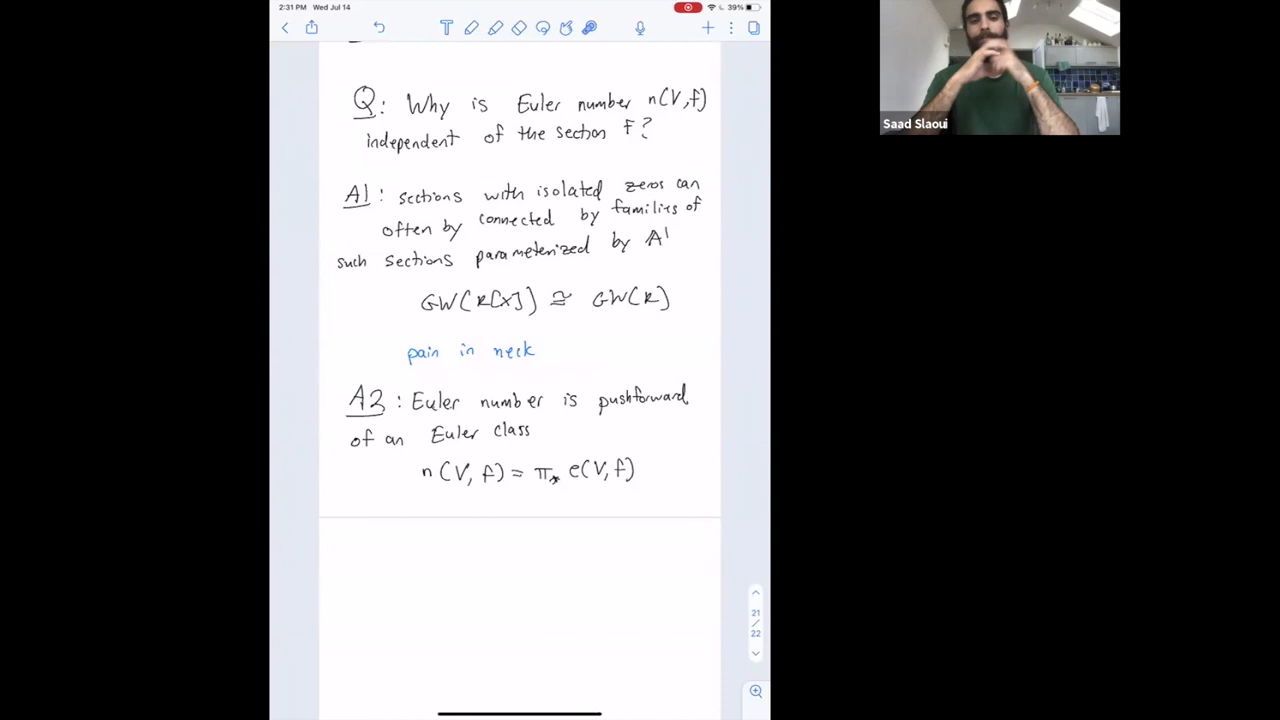 2:31 PM Wed Jul 14
39%
Q: Why is Euler number n(V,f)
independent of the section f?
A1: sections with isolated zeros can
often by connected by families of
such sections parameterized by A¹
GW(k[x]) ≅ GW(k)
pain in neck
A2: Euler number is pushforward
of an Euler class
n(V, f) = π* e(V, f)
21
/
22
Saad Slaoui